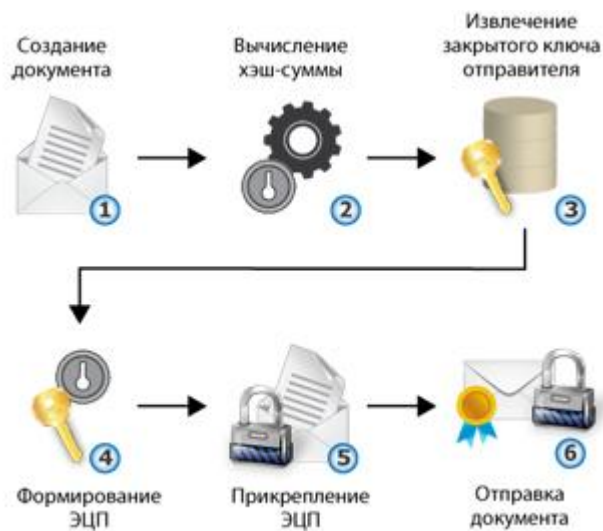 Создание
документа
Вычисление
хэш-суммы
Извлечение
закрытого ключа
отправителя
1
2
3
4
5
6
Формирование
ЭЦП
Прикрепление
ЭЦП
Отправка
документа